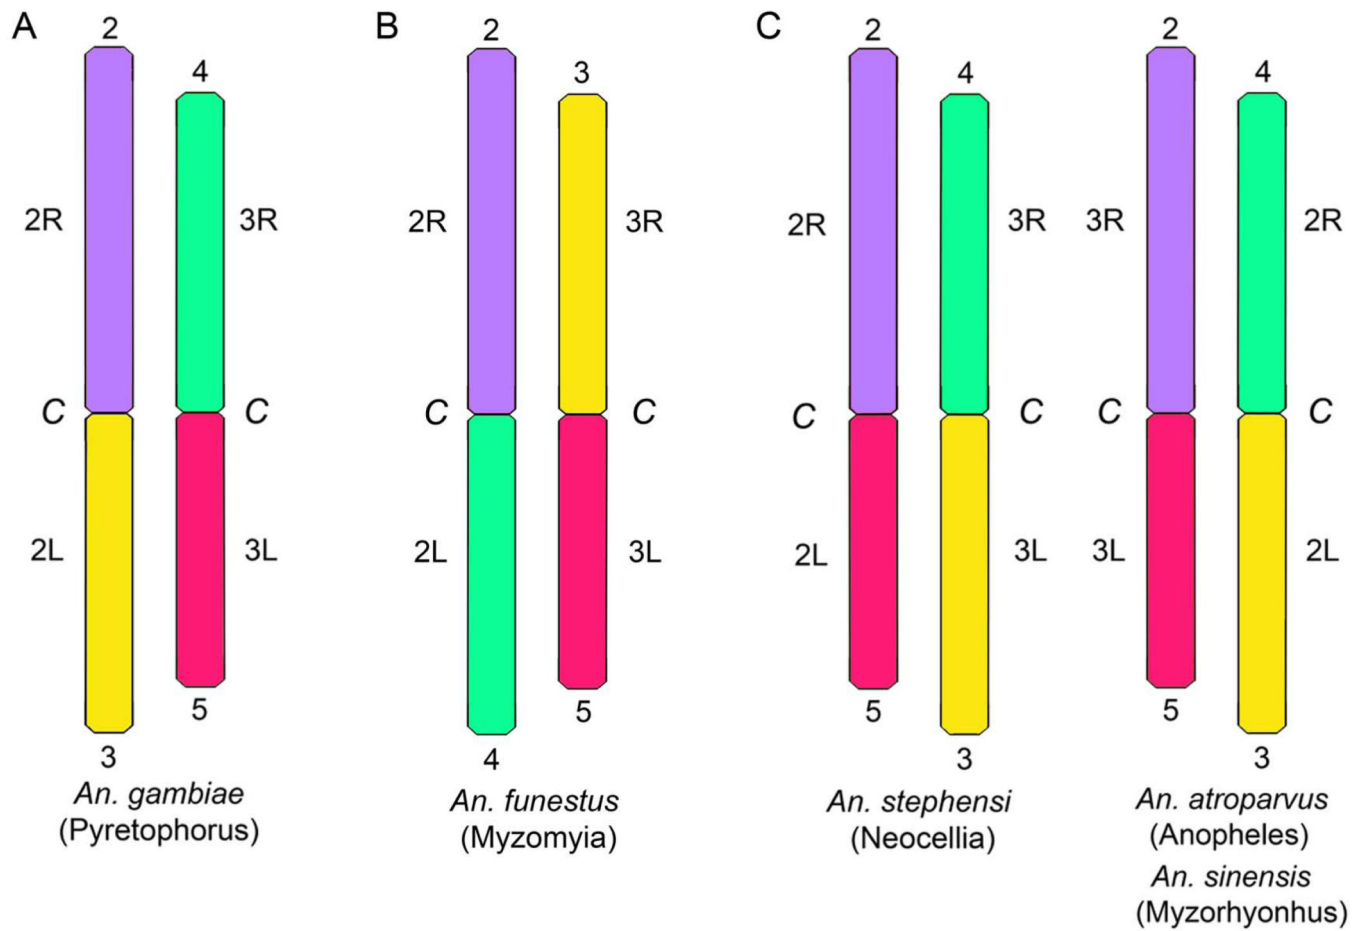 A
2
4
2R
3R
C
C
2L
3L
5
3
An. gambiae
(Pyretophorus)
B
2
3
2R
3R
C
C
2L
3L
5
4
An. funestus
(Myzomyia)
C
2
4
2R
3R
C
C
2L
3L
5
3
An. stephensi
(Neocellia)
2
4
3R
2R
C
C
3L
2L
5
3
An. atroparvus
(Anopheles)
An. sinensis
(Myzorhyonhus)